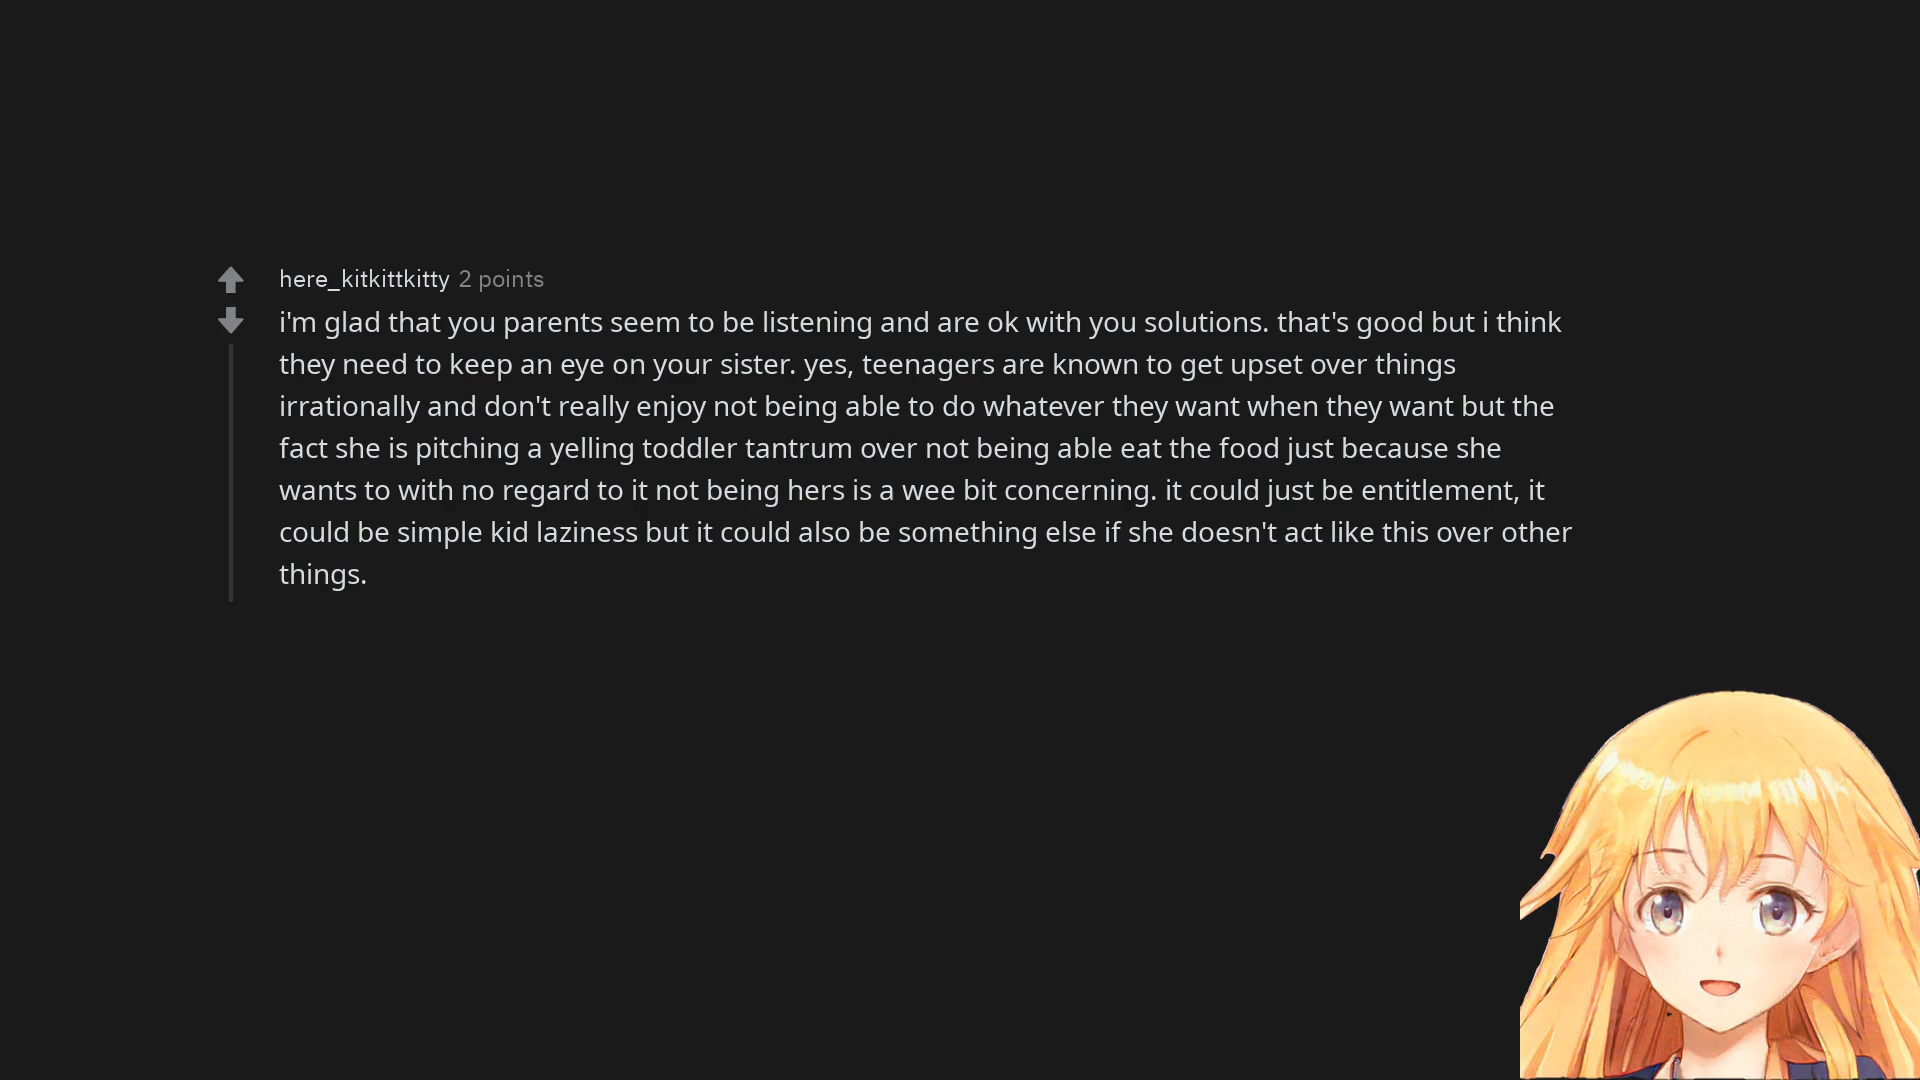 here_kitkittkitty 2 points
i'm glad that you parents seem to be listening and are ok with you solutions. that's good but i think
they need to keep an eye on your sister. yes, teenagers are known to get upset over things
irrationally and don't really enjoy not being able to do whatever they want when they want but the
fact she is pitching a yelling toddler tantrum over not being able eat the food just because she
wants to with no regard to it not being hers is a wee bit concerning. it could just be entitlement, it
could be simple kid laziness but it could also be something else if she doesn't act like this over other
things.